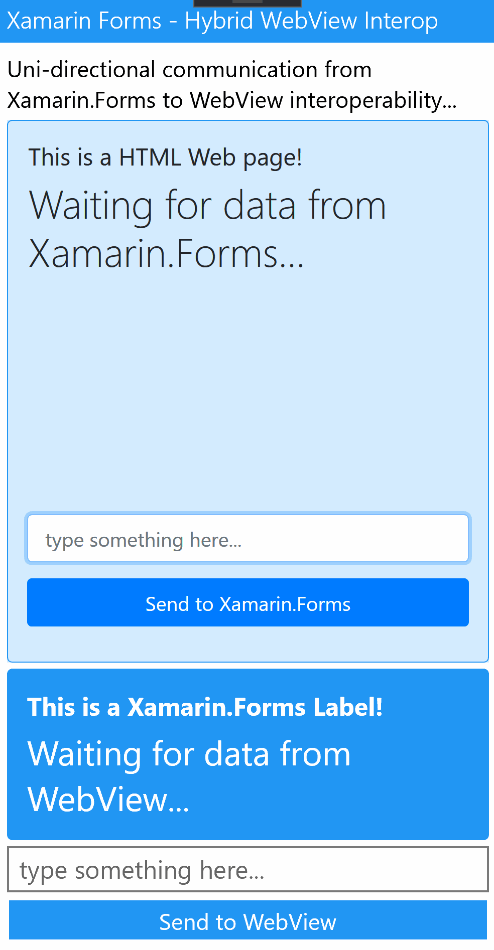 Xamarin Forms - Hybrid WebView Interop
Uni-directional communication from
Xamarin.Forms to WebView interoperability...
This is a HTML Web page!
Waiting for data from
Xamarin.Forms...
type something here...
Send to Xamarin.Forms
This is a Xamarin.Forms Label!
Waiting for data from
WebView...
type something here...
Send to WebView